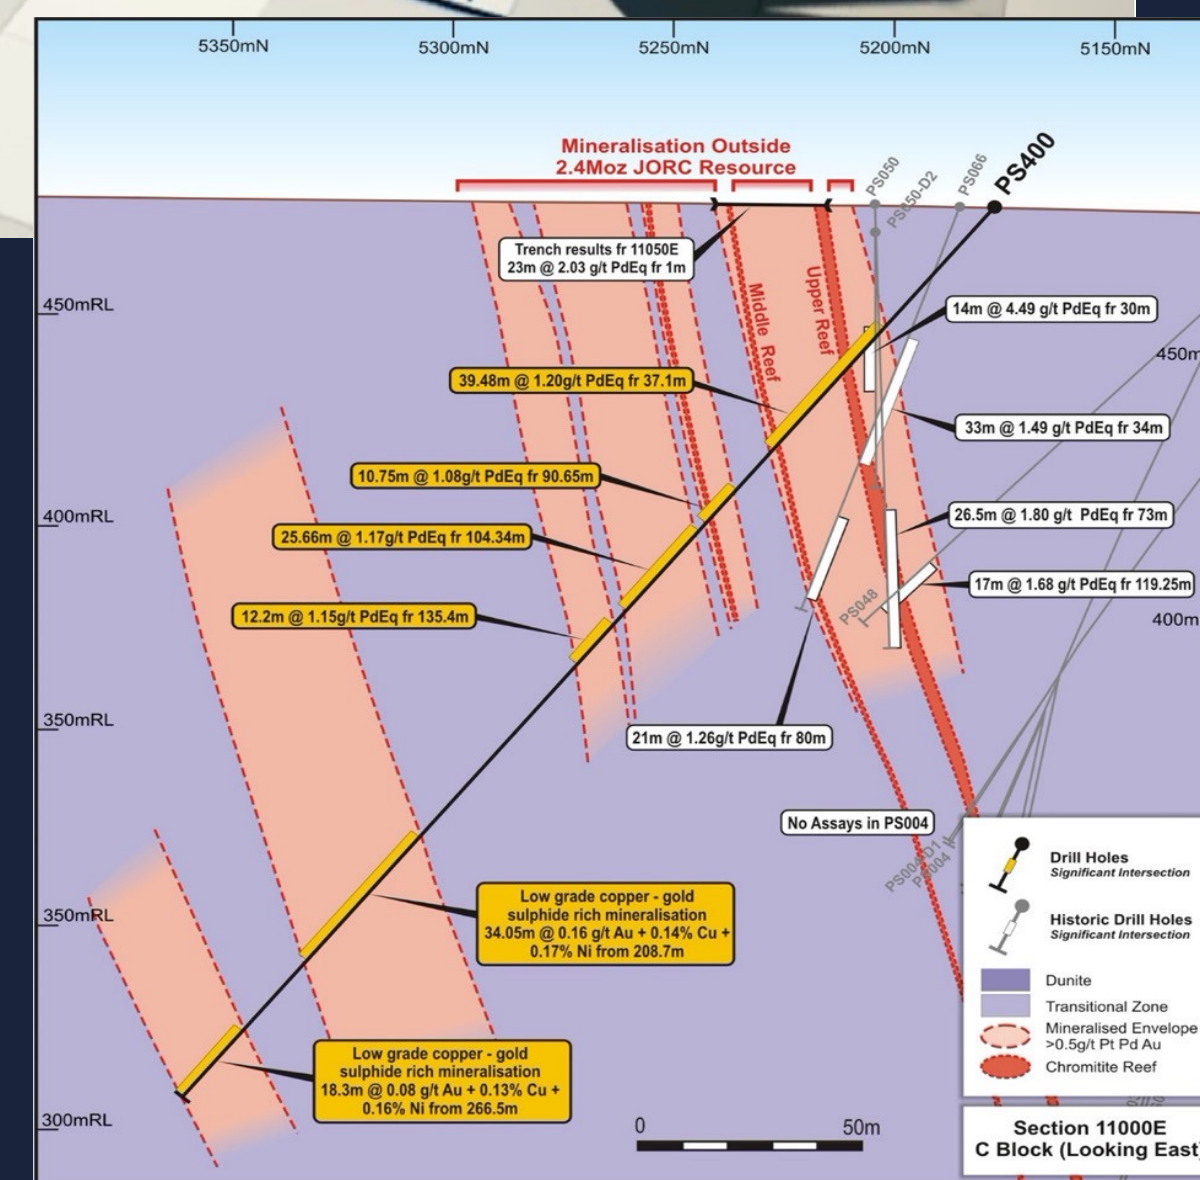 5350mN
5300mN
5250mN
5200mN
5150mN
Mineralisation Outside
2.4Moz JORC Resource
PS050
PS050-D2
PS066
PS400
Trench results fr 11050E
23m @ 2.03 g/t PdEq fr 1m
Middle Reef
Upper Reef
450mRL
14m @ 4.49 g/t PdEq fr 30m
450m
39.48m @ 1.20g/t PdEq fr 37.1m
33m @ 1.49 g/t PdEq fr 34m
10.75m @ 1.08g/t PdEq fr 90.65m
400mRL
26.5m @ 1.80 g/t PdEq fr 73m
25.66m @ 1.17g/t PdEq fr 104.34m
17m @ 1.68 g/t PdEq fr 119.25m
PS048
12.2m @ 1.15g/t PdEq fr 135.4m
400m
350mRL
21m @ 1.26g/t PdEq fr 80m
No Assays in PS004
PS004-D1
PS004
Low grade copper - gold
sulphide rich mineralisation
34.05m @ 0.16 g/t Au + 0.14% Cu +
0.17% Ni from 208.7m
350mRL
Low grade copper - gold
sulphide rich mineralisation
18.3m @ 0.08 g/t Au + 0.13% Cu +
0.16% Ni from 266.5m
300mRL
0
50m
Drill Holes
Significant Intersection
Historic Drill Holes
Significant Intersection
Dunite
Transitional Zone
Mineralised Envelope
>0.5g/t Pt Pd Au
Chromitite Reef
Section 11000E
C Block (Looking East)